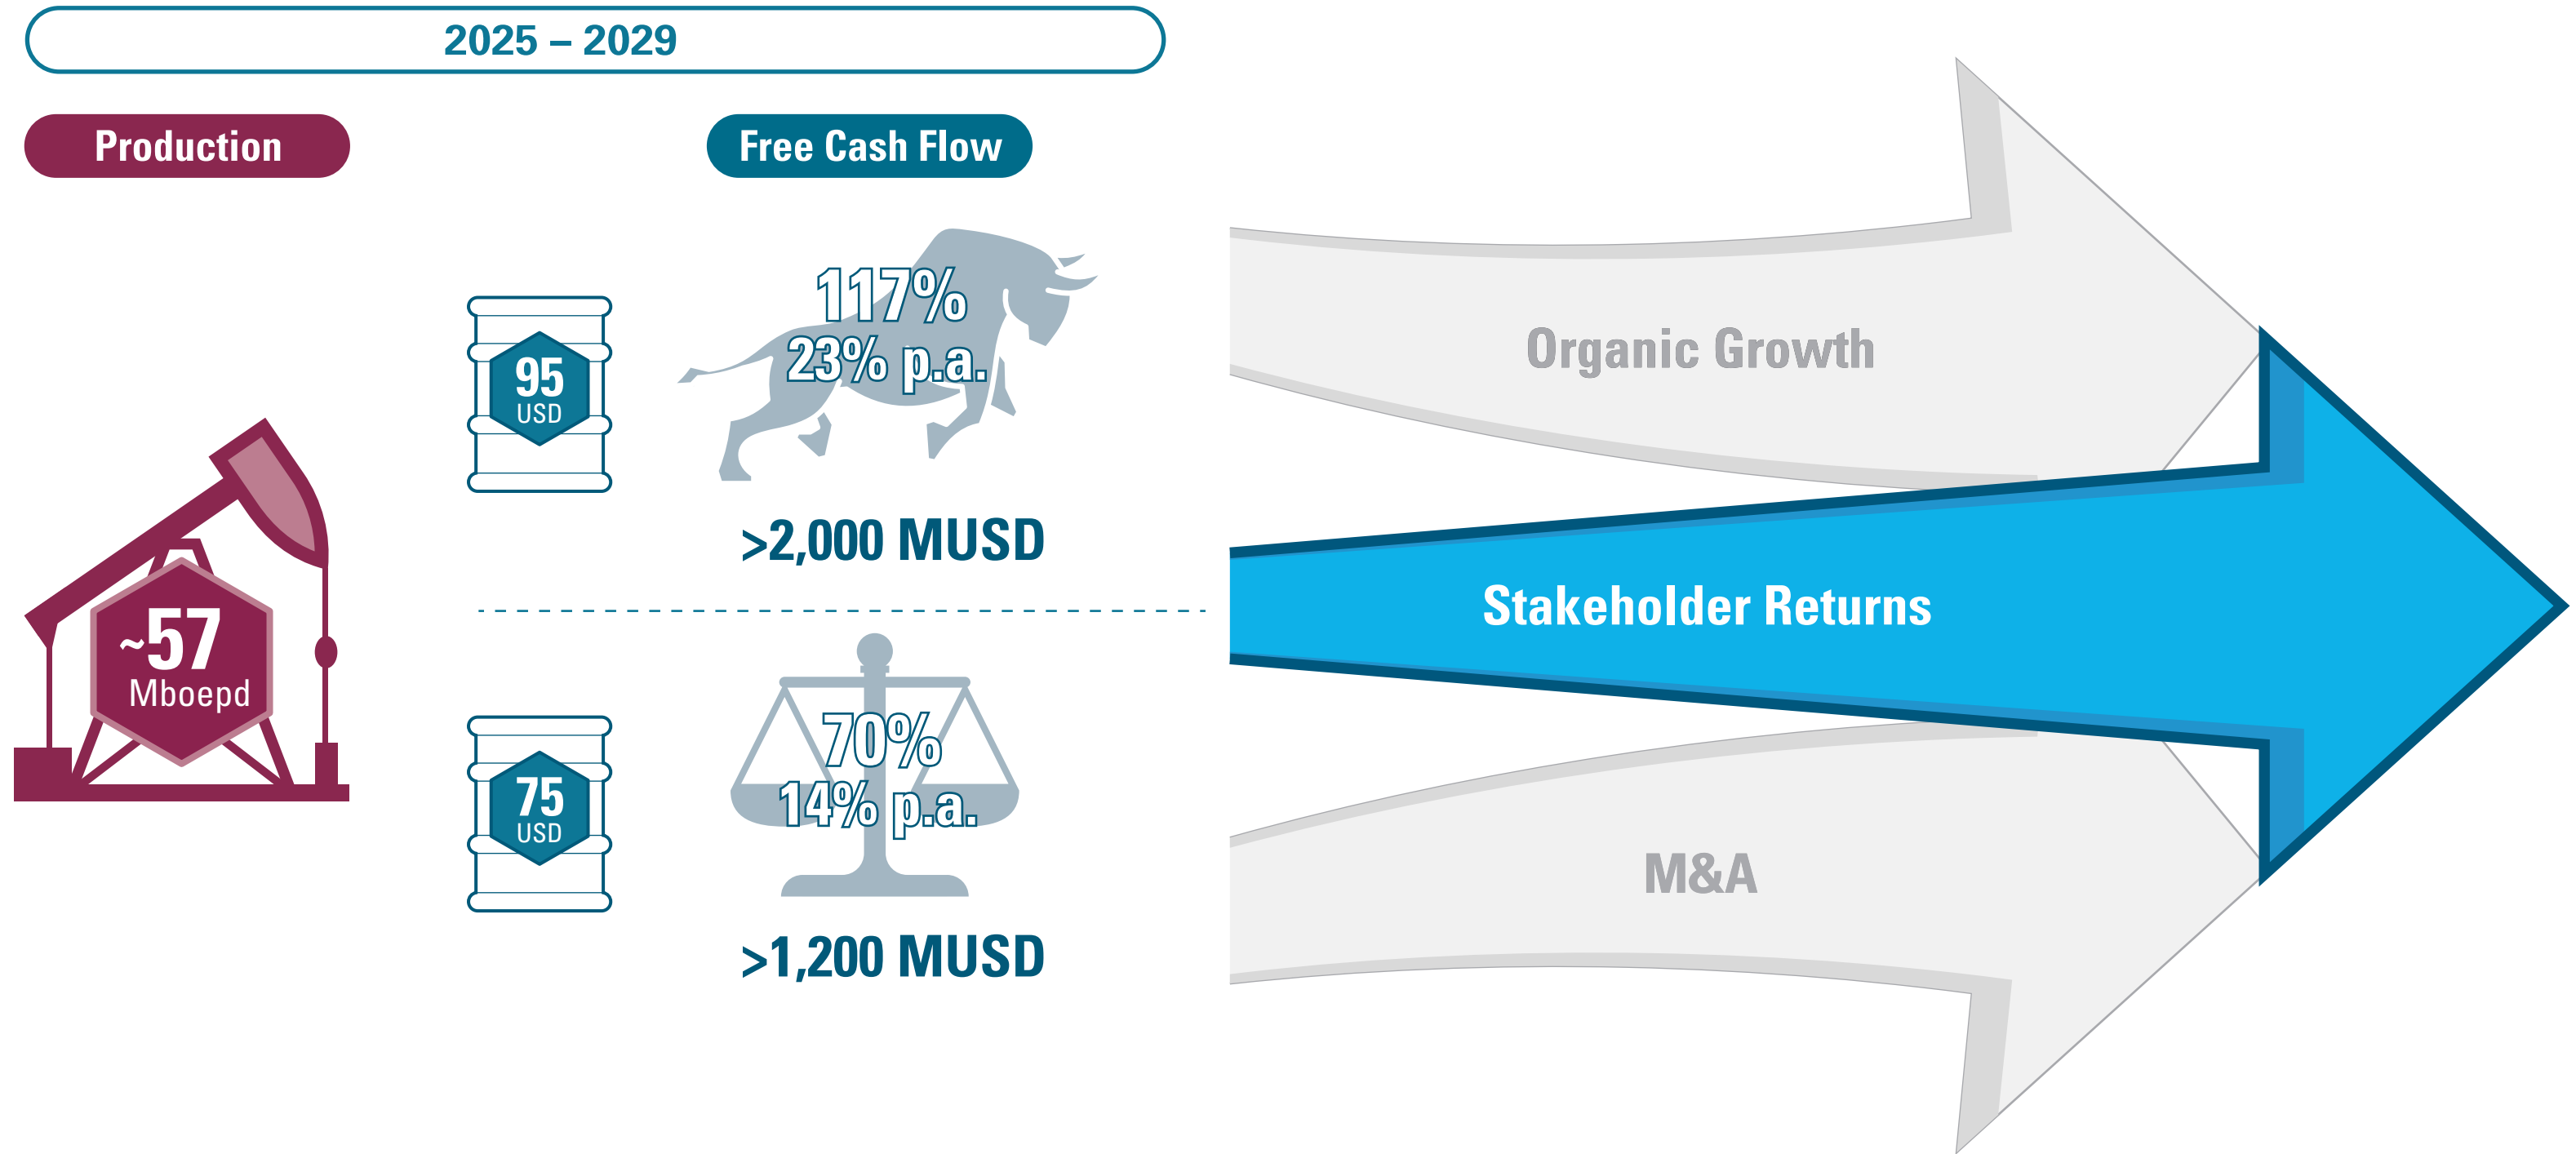 2025 – 2029
Production
Free Cash Flow
~57
Mboepd
95
USD
117%
23% p.a.
>2,000 MUSD
75
USD
70%
14% p.a.
>1,200 MUSD
Organic Growth
Stakeholder Returns
M&A